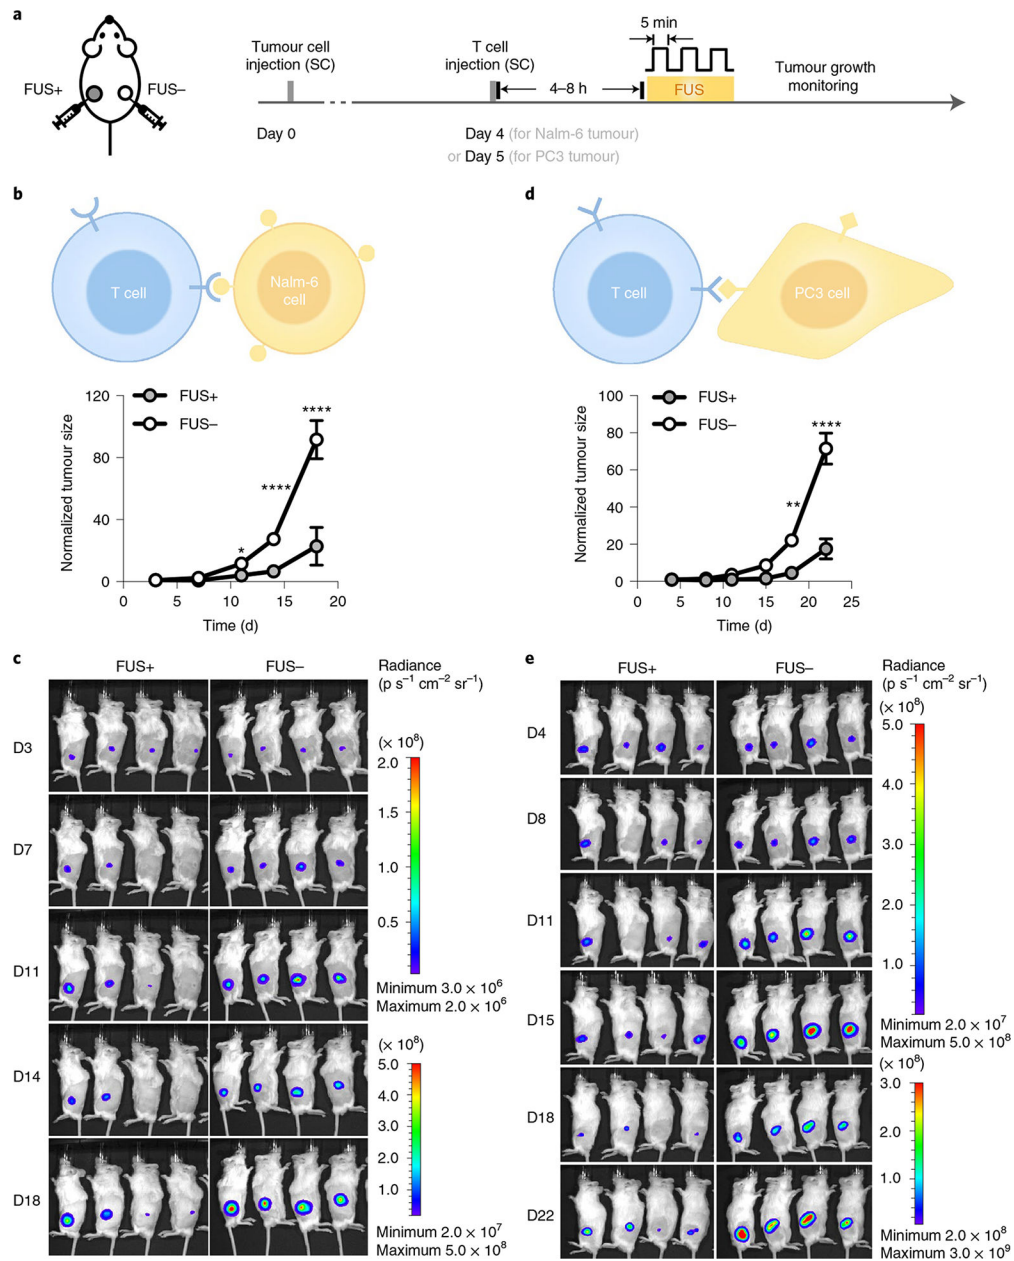 a
FUS+
FUS–
Tumour cell
injection (SC)
T cell
injection (SC)
4–8 h
5 min
FUS
Tumour growth
monitoring
Day 0
Day 4 (for Nalm-6 tumour)
or Day 5 (for PC3 tumour)
b
T cell
Nalm-6
cell
Normalized tumour size
120
80
40
0
FUS+
FUS–
*
****
****
0
5
10
15
20
Time (d)
d
T cell
PC3 cell
Normalized tumour size
100
80
60
40
20
0
FUS+
FUS–
**
****
0
5
10
15
20
25
Time (d)
c
FUS+
FUS–
Radiance
(p s⁻¹ cm⁻² sr⁻¹)
D3
D7
D11
D14
D18
(× 10⁸)
2.0
1.5
1.0
0.5
Minimum 3.0 × 10⁶
Maximum 2.0 × 10⁶
(× 10⁸)
5.0
4.0
3.0
2.0
1.0
Minimum 2.0 × 10⁷
Maximum 5.0 × 10⁸
e
FUS+
FUS–
Radiance
(p s⁻¹ cm⁻² sr⁻¹)
D4
D8
D11
D15
D18
D22
(× 10⁸)
5.0
4.0
3.0
2.0
1.0
Minimum 2.0 × 10⁷
Maximum 5.0 × 10⁸
(× 10⁸)
3.0
2.0
1.0
Minimum 2.0 × 10⁸
Maximum 3.0 × 10⁹